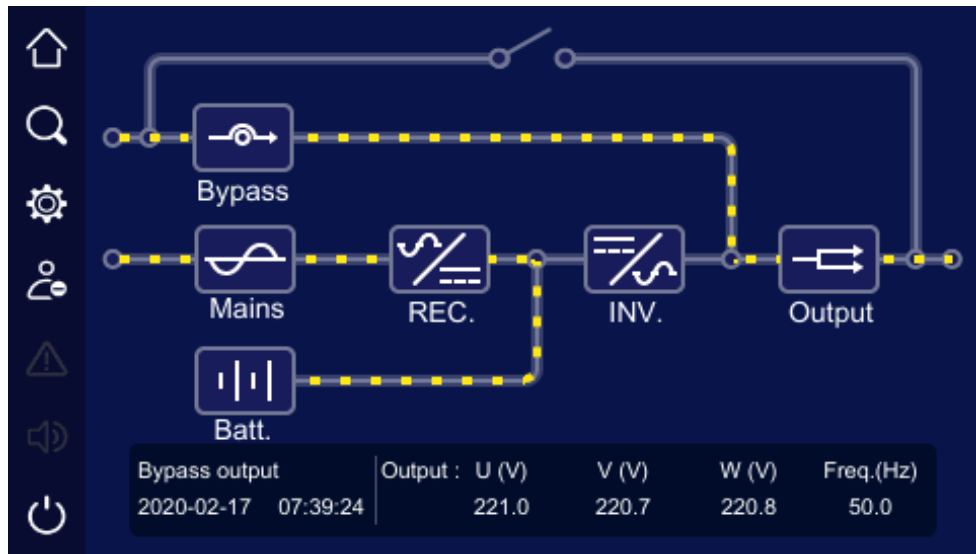 Bypass
Mains
REC.
INV.
Output
Batt.
Bypass output
Output : U (V) V (V) W (V) Freq.(Hz)
2020-02-17 07:39:24
221.0 220.7 220.8 50.0